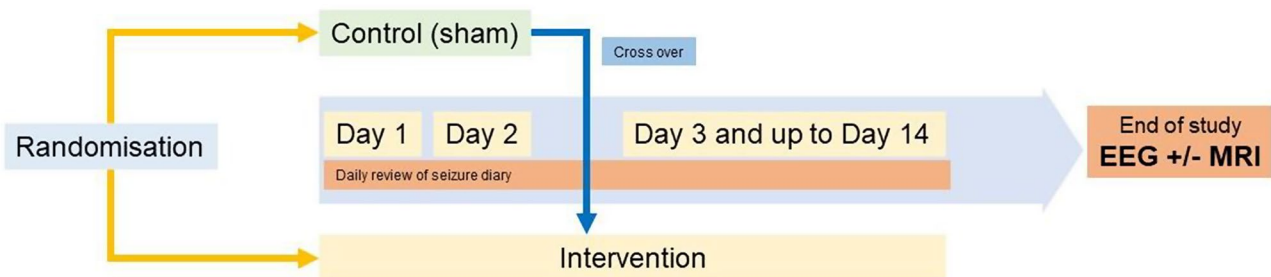 Control (sham)
Cross over
Randomisation
Day 1
Day 2
Day 3 and up to Day 14
Daily review of seizure diary
End of study
EEG +/- MRI
Intervention